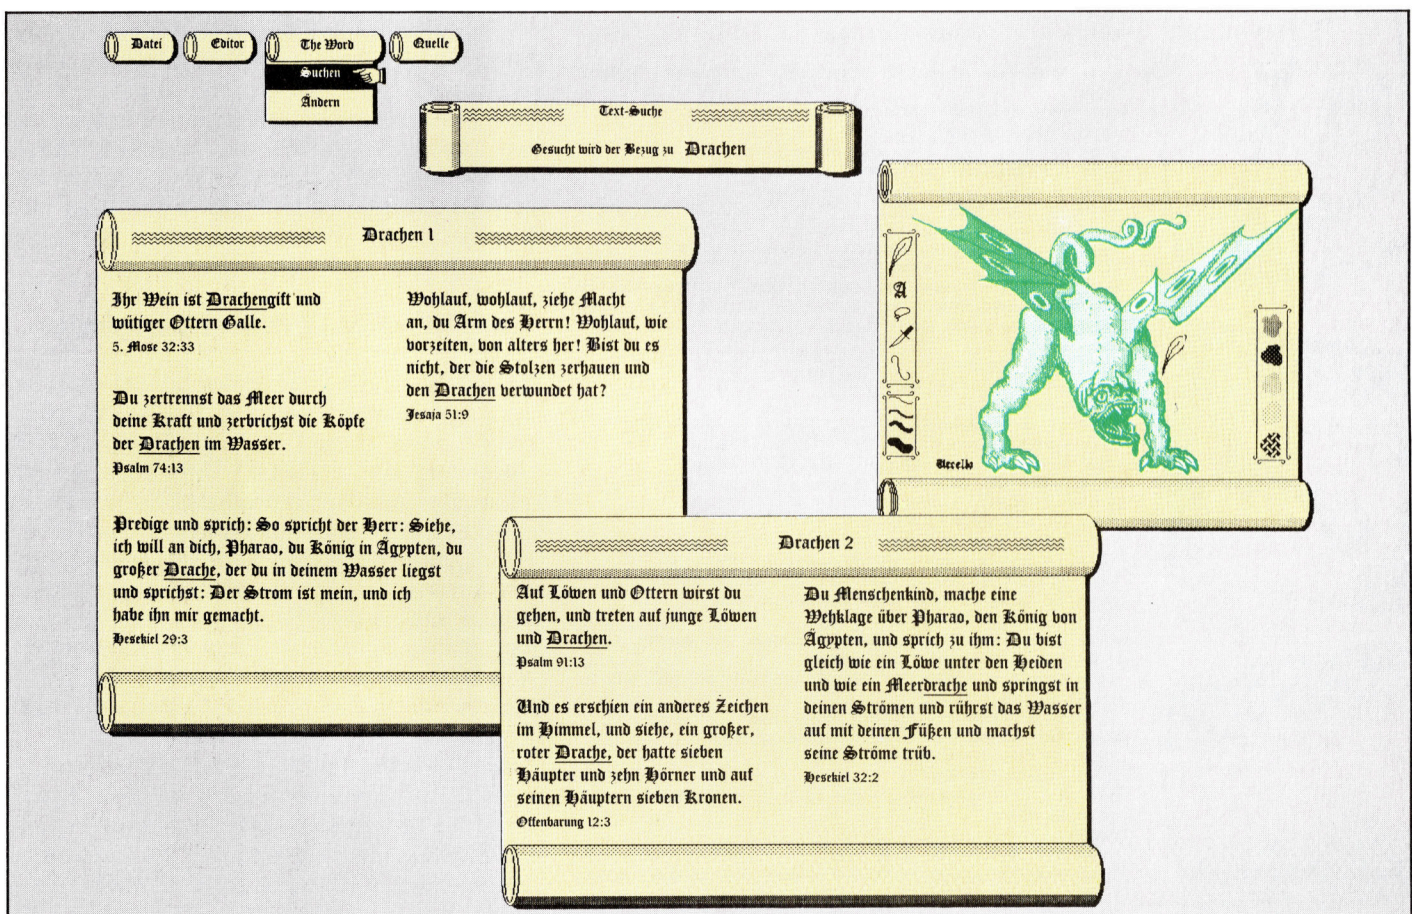 Datei
Editor
The Word
Quelle
Suchen
Ändern
Text-Suche
Gesucht wird der Bezug zu Drachen
Drachen 1
Ihr Wein ist Drachengift und
wütiger Ottern Galle.
5. Mose 32:33
Du zertrennst das Meer durch
deine Kraft und zerbrichst die Köpfe
der Drachen im Wasser.
Psalm 74:13
Predige und sprich: So spricht der Herr: Siehe,
ich will an dich, Pharao, du König in Ägypten, du
großer Drache, der du in deinem Wasser liegst
und sprichst: Der Strom ist mein, und ich
habe ihn mir gemacht.
Hesekiel 29:3
Wohlauf, wohlauf, ziehe Macht
an, du Arm des Herrn! Wohlauf, wie
vorzeiten, von alters her! Bist du es
nicht, der die Stolzen zerhauen und
den Drachen verwundet hat?
Jesaja 51:9
A
Uccello
Drachen 2
Auf Löwen und Ottern wirst du
gehen, und treten auf junge Löwen
und Drachen.
Psalm 91:13
Und es erschien ein anderes Zeichen
im Himmel, und siehe, ein großer,
roter Drache, der hatte sieben
Häupter und zehn Hörner und auf
seinen Häuptern sieben Kronen.
Offenbarung 12:3
Du Menschenkind, mache eine
Wehklage über Pharao, den König von
Ägypten, und sprich zu ihm: Du bist
gleich wie ein Löwe unter den Heiden
und wie ein Meerdrache und springst in
deinen Strömen und rührst das Wasser
auf mit deinen Füßen und machst
seine Ströme trüb.
Hesekiel 32:2